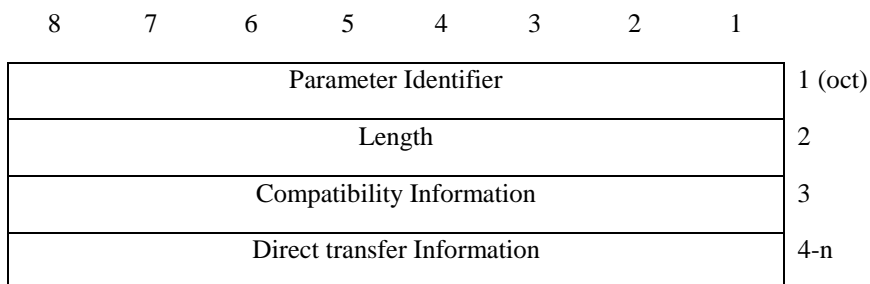 8 7 6 5 4 3 2 1
Parameter Identifier 1 (oct)
Length 2
Compatibility Information 3
Direct transfer Information 4-n